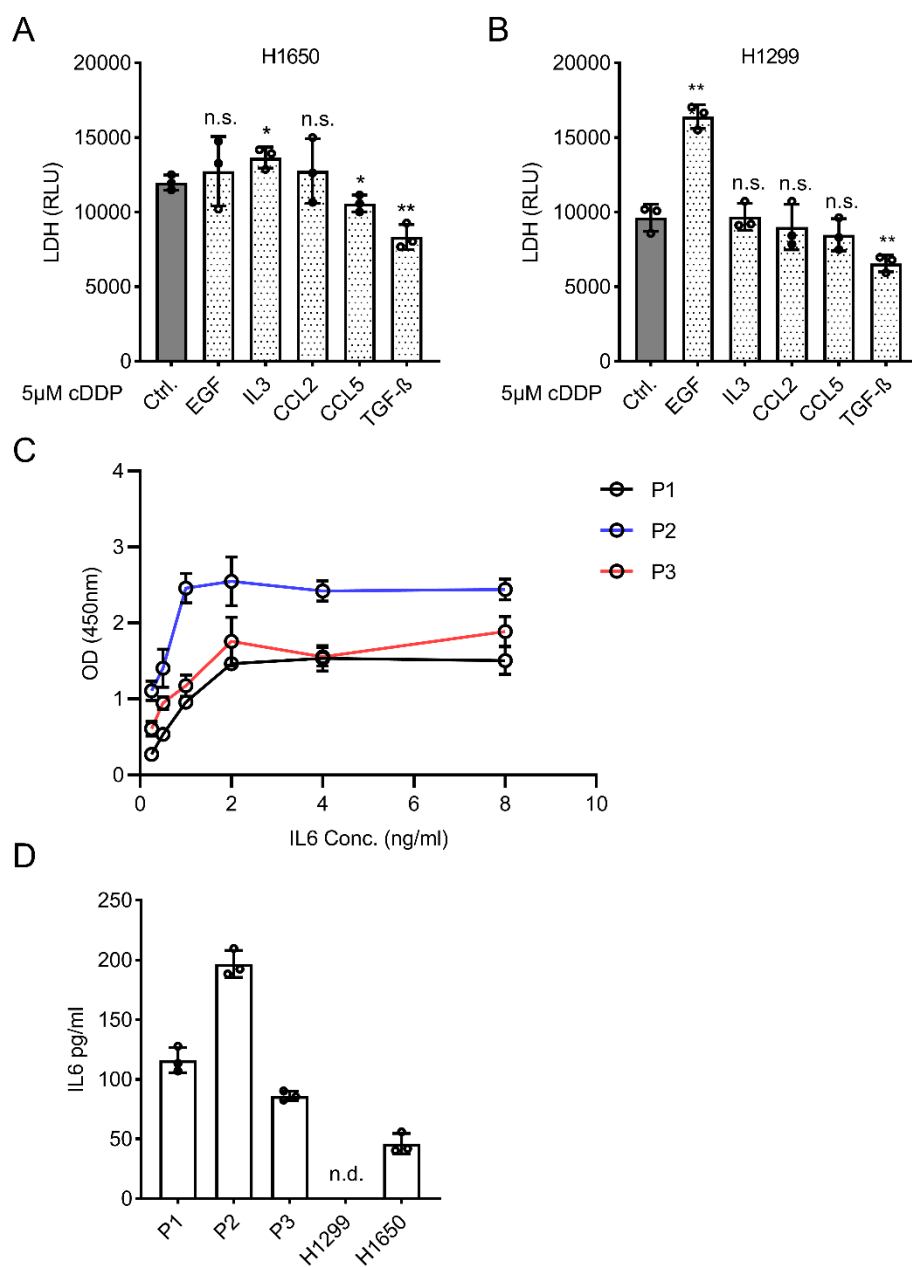 A
H1650
20000
15000
10000
5000
0
LDH (RLU)
n.s.
*
n.s.
*
**
5µM cDDP
Ctrl.
EGF
IL3
CCL2
CCL5
TGF-ß
B
H1299
20000
15000
10000
5000
0
LDH (RLU)
**
n.s.
n.s.
n.s.
**
5µM cDDP
Ctrl.
EGF
IL3
CCL2
CCL5
TGF-ß
C
4
3
2
1
0
OD (450nm)
0 2 4 6 8 10
IL6 Conc. (ng/ml)
P1
P2
P3
D
250
200
150
100
50
0
IL6 pg/ml
n.d.
P1
P2
P3
H1299
H1650